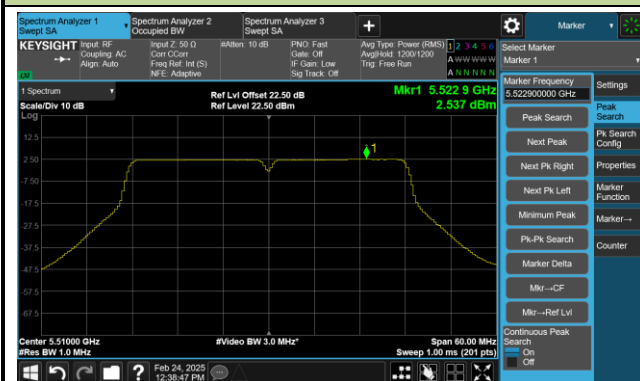 Spectrum Analyzer 1
Swept SA
Spectrum Analyzer 2
Occupied BW
Spectrum Analyzer 3
Swept SA
+
Marker
KEYSIGHT
Input: RF
Coupling: AC
Align: Auto
Input Z: 50 Ω
Corr CCorr
Freq Ref: Int (S)
NFE: Adaptive
#Atten: 10 dB
PNO: Fast
Gate: Off
IF Gain: Low
Sig Track: Off
Avg Type: Power (RMS)
Avg|Hold: 1200/1200
Trig: Free Run
1 2 3 4 5 6
A W W W W W
A N N N N N
Select Marker
Marker 1
1 Spectrum
Scale/Div 10 dB
Log
Ref Lvl Offset 22.50 dB
Ref Level 22.50 dBm
Mkr1 5.522 9 GHz
2.537 dBm
12.5
2.50
-7.50
-17.5
-27.5
-37.5
-47.5
-57.5
-67.5
1
Center 5.51000 GHz
#Res BW 1.0 MHz
#Video BW 3.0 MHz*
Span 60.00 MHz
Sweep 1.00 ms (201 pts)
Marker Frequency
5.522900000 GHz
Peak Search
Next Peak
Next Pk Right
Next Pk Left
Minimum Peak
Pk-Pk Search
Marker Delta
Mkr→CF
Mkr→Ref Lvl
Continuous Peak
Search
On
Off
Settings
Peak
Search
Pk Search
Config
Properties
Marker
Function
Marker→
Counter
?
Feb 24, 2025
12:38:47 PM